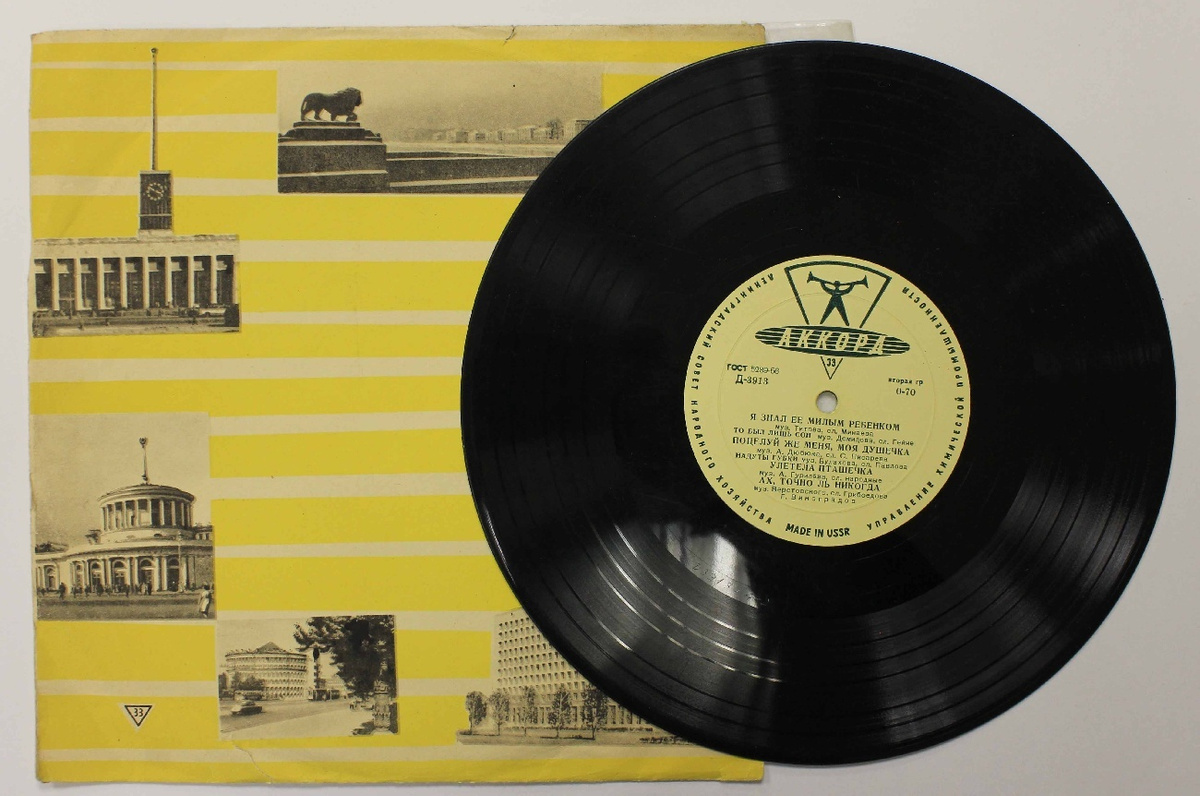 ЛЕНИНГРАДСКИЙ СОВЕТ НАРОДНОГО ХОЗЯЙСТВА
УПРАВЛЕНИЕ ХИМИЧЕСКОЙ ПРОМЫШЛЕННОСТИ
АККОРД
33
ГОСТ 5289-56
Д-3913
вторая гр
0-70
Я ЗНАЛ ЕЕ МИЛЫМ РЕБЕНКОМ
муз. Титова, сл. Минаева
ТО БЫЛ ЛИШЬ СОН муз. Демидова, сл. Гейне
ПОЦЕЛУЙ ЖЕ МЕНЯ, МОЯ ДУШЕЧКА
муз. А. Дюбюка, сл. С. Писарева
НАДУТЫ ГУБКИ муз. Булахова, сл. Павлова
УЛЕТЕЛА ПТАШЕЧКА
муз. А. Гурилева, сл. народные
АХ, ТОЧНО ЛЬ НИКОГДА
муз. Верстовского, сл. Грибоедова
Г. Виноградов
MADE IN USSR
33